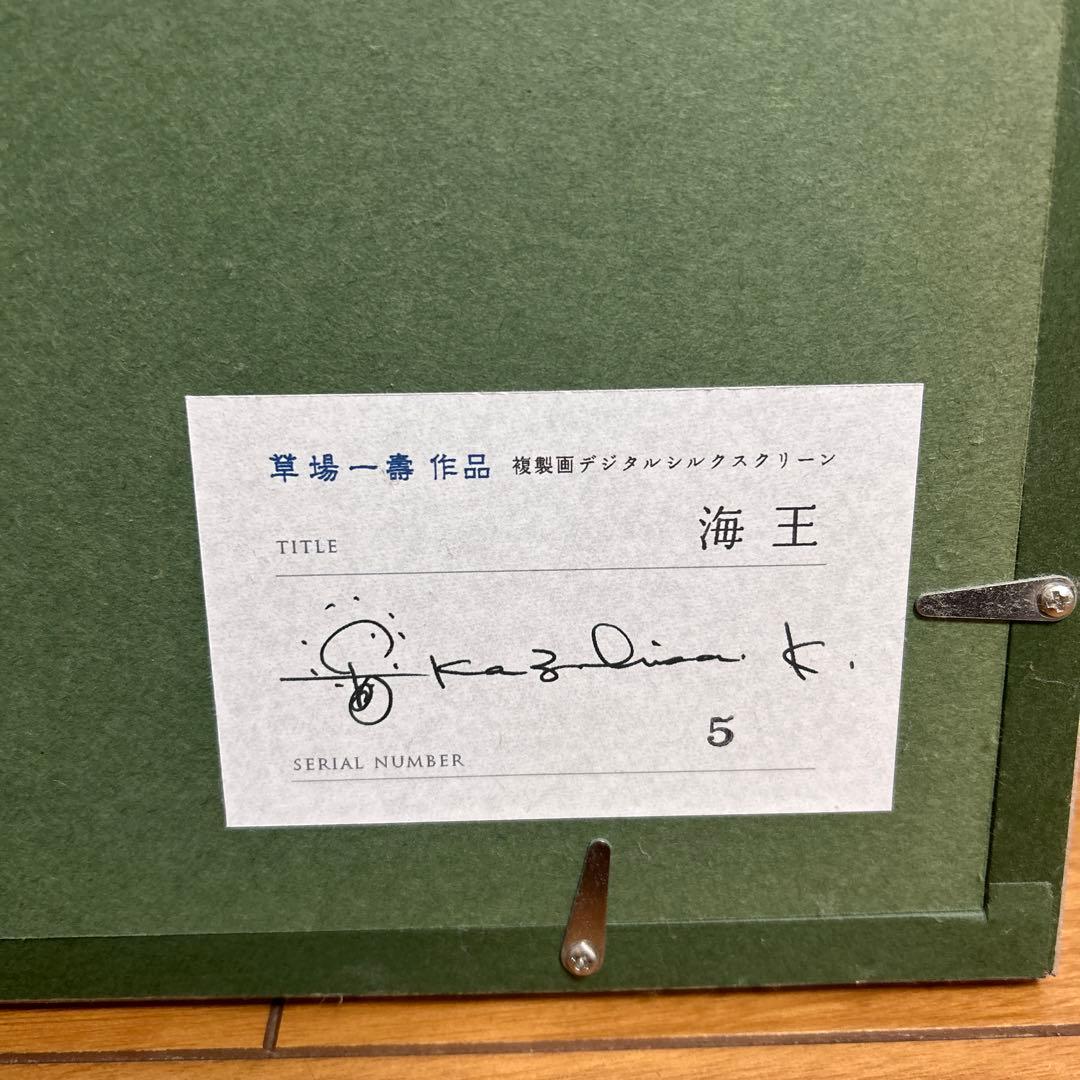 草場一壽 作品 複製画デジタルシルクスクリーン
TITLE 海王
Kazuhisa. K.
5
SERIAL NUMBER